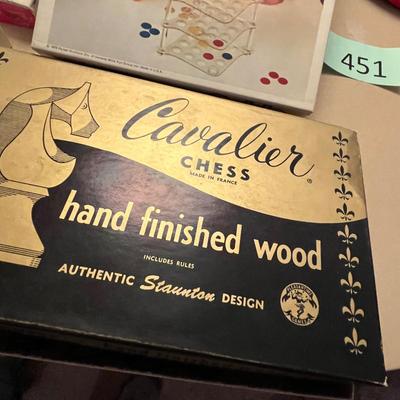 451
Cavalier®
CHESS
MADE IN FRANCE
hand finished wood
INCLUDES RULES
AUTHENTIC Staunton DESIGN